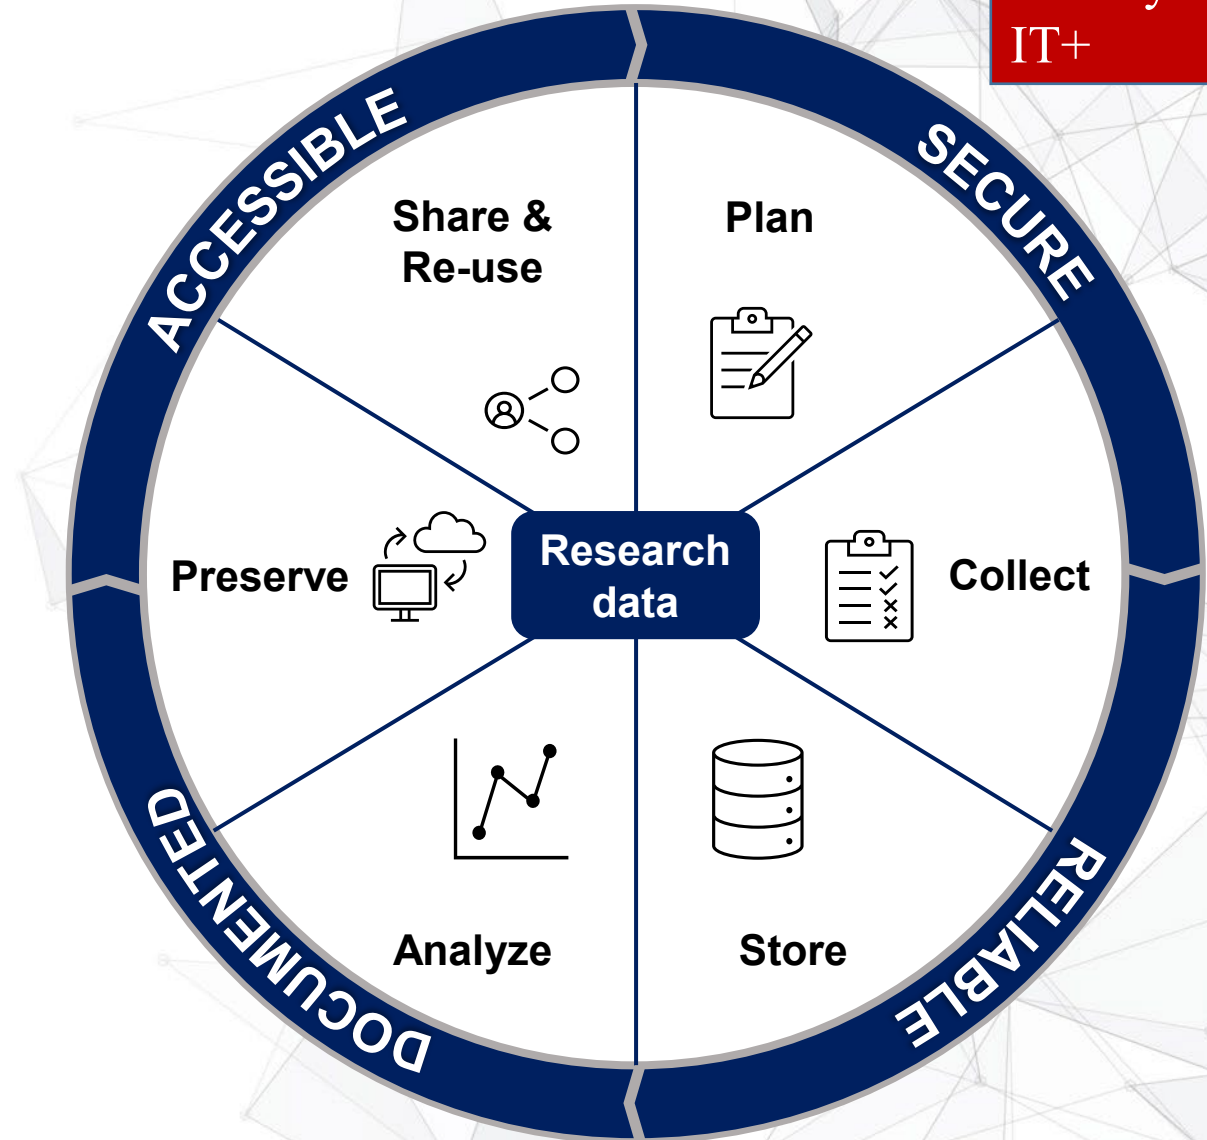 IT+
ACCESSIBLE
SECURE
Share &
Re-use
Plan
Preserve
Research
data
Collect
Analyze
Store
DOCUMENTED
RELIABLE